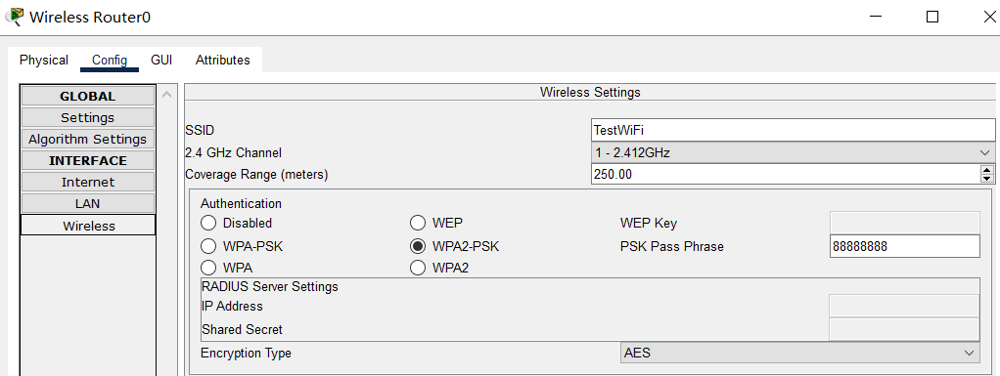 Wireless Router0
Physical Config GUI Attributes
GLOBAL
Settings
Algorithm Settings
INTERFACE
Internet
LAN
Wireless
Wireless Settings
SSID TestWiFi
2.4 GHz Channel 1 - 2.412GHz
Coverage Range (meters) 250.00
Authentication
Disabled WEP WEP Key
WPA-PSK WPA2-PSK PSK Pass Phrase 88888888
WPA WPA2
RADIUS Server Settings
IP Address
Shared Secret
Encryption Type AES